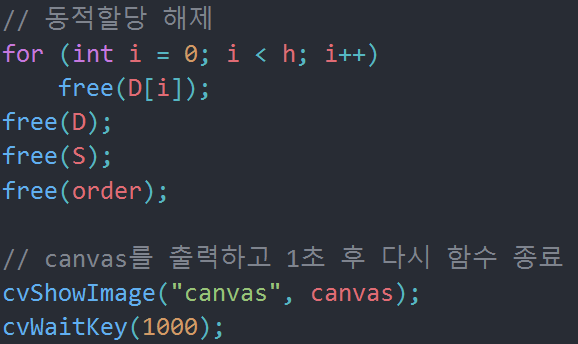 // 동적할당 해제
for (int i = 0; i < h; i++)
    free(D[i]);
free(D);
free(S);
free(order);

// canvas를 출력하고 1초 후 다시 함수 종료
cvShowImage("canvas", canvas);
cvWaitKey(1000);